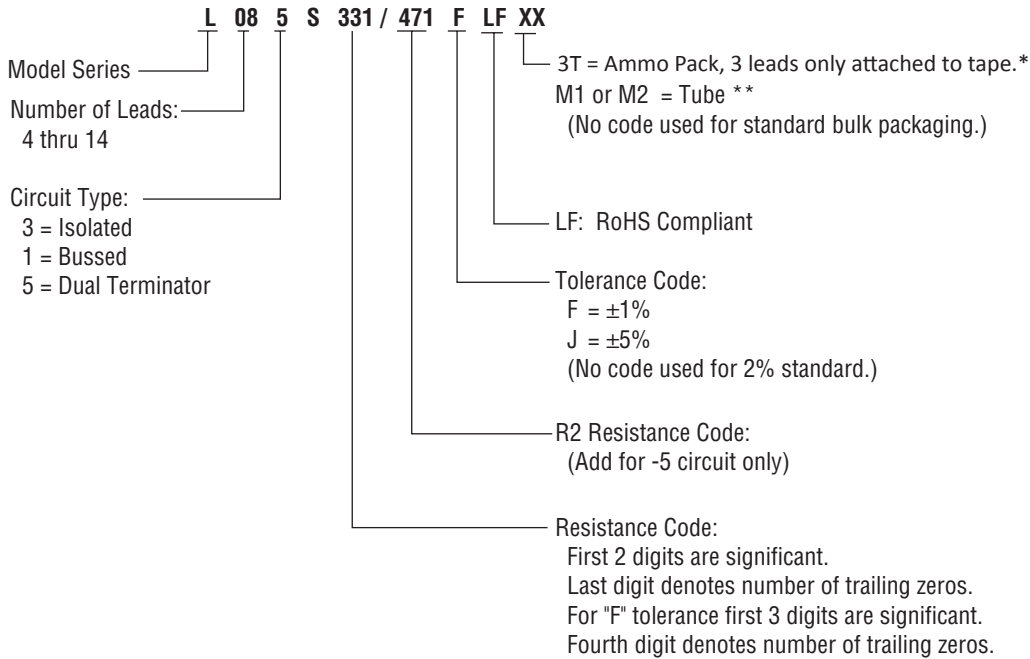 L 08 5 S 331 / 471 F LF XX
Model Series
Number of Leads:
4 thru 14
Circuit Type:
3 = Isolated
1 = Bussed
5 = Dual Terminator
3T = Ammo Pack, 3 leads only attached to tape.*
M1 or M2 = Tube **
(No code used for standard bulk packaging.)
LF: RoHS Compliant
Tolerance Code:
F = ±1%
J = ±5%
(No code used for 2% standard.)
R2 Resistance Code:
(Add for -5 circuit only)
Resistance Code:
First 2 digits are significant.
Last digit denotes number of trailing zeros.
For "F" tolerance first 3 digits are significant.
Fourth digit denotes number of trailing zeros.